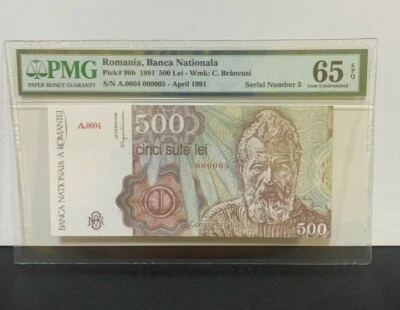 PMG
PAPER MONEY GUARANTY
Romania, Banca Nationala
Pick# 98b 1991 500 Lei - Wmk: C. Brâncusi
S/N A.0004 000005 - April 1991
Serial Number 5
65 EPQ
Gem Uncirculated
A.0004
500
cinci sute lei
000005
BANCA NATIONALA A ROMANIEI
500